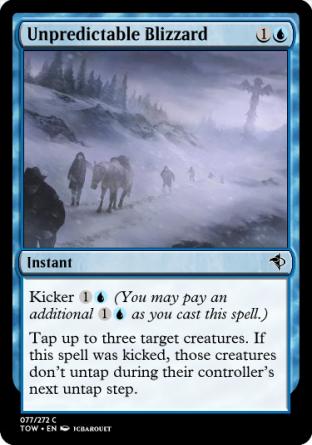 Unpredictable Blizzard 1
Instant
Kicker 1 (You may pay an
additional 1 as you cast this spell.)
Tap up to three target creatures. If
this spell was kicked, those creatures
don't untap during their controller's
next untap step.
077/272 C
TOW • EN ICBAROUET